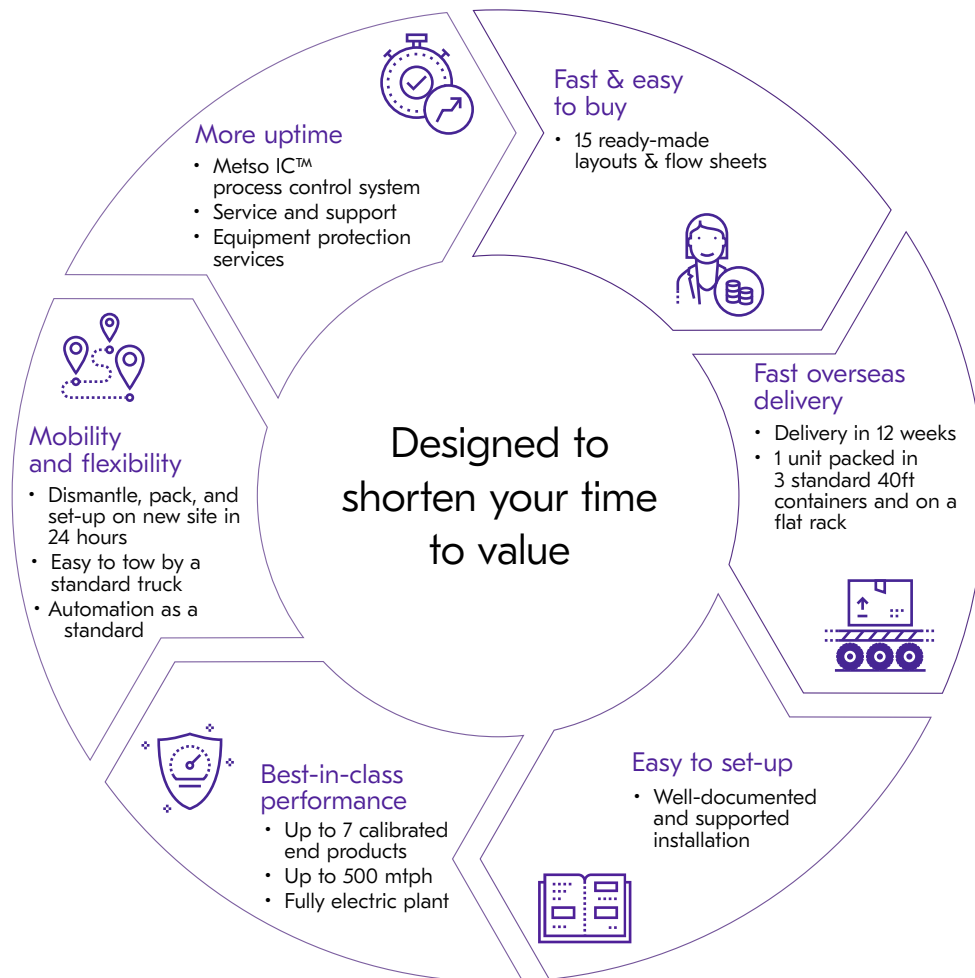 Fast & easy
to buy
• 15 ready-made
layouts & flow sheets
Fast overseas
delivery
• Delivery in 12 weeks
• 1 unit packed in
3 standard 40ft
containers and on a
flat rack
Easy to set-up
• Well-documented
and supported
installation
Best-in-class
performance
• Up to 7 calibrated
end products
• Up to 500 mtph
• Fully electric plant
Mobility
and flexibility
• Dismantle, pack, and
set-up on new site in
24 hours
• Easy to tow by a
standard truck
• Automation as a
standard
More uptime
• Metso IC™
process control system
• Service and support
• Equipment protection
services
Designed to
shorten your time
to value